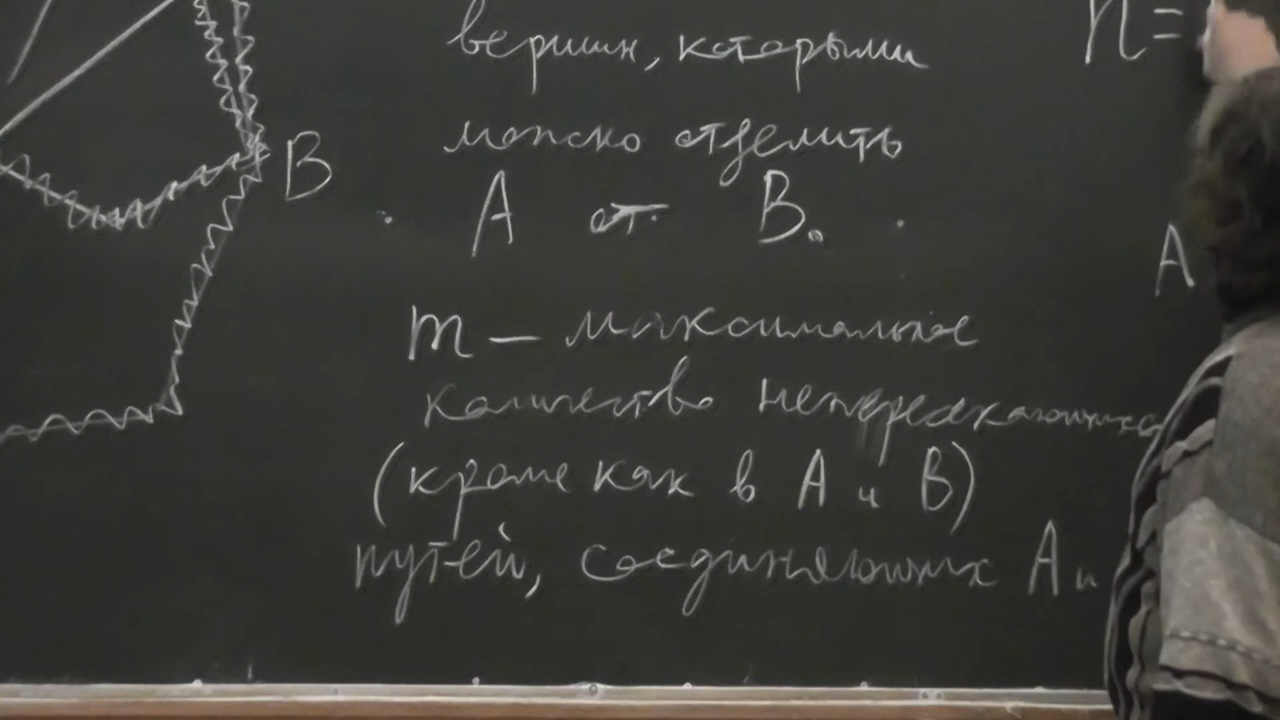 вершин, которыми
можно отделить
A от B.
m — максимальное
количество непересекающихся
(кроме как в A и B)
путей, соединяющих A и
B
n =
A